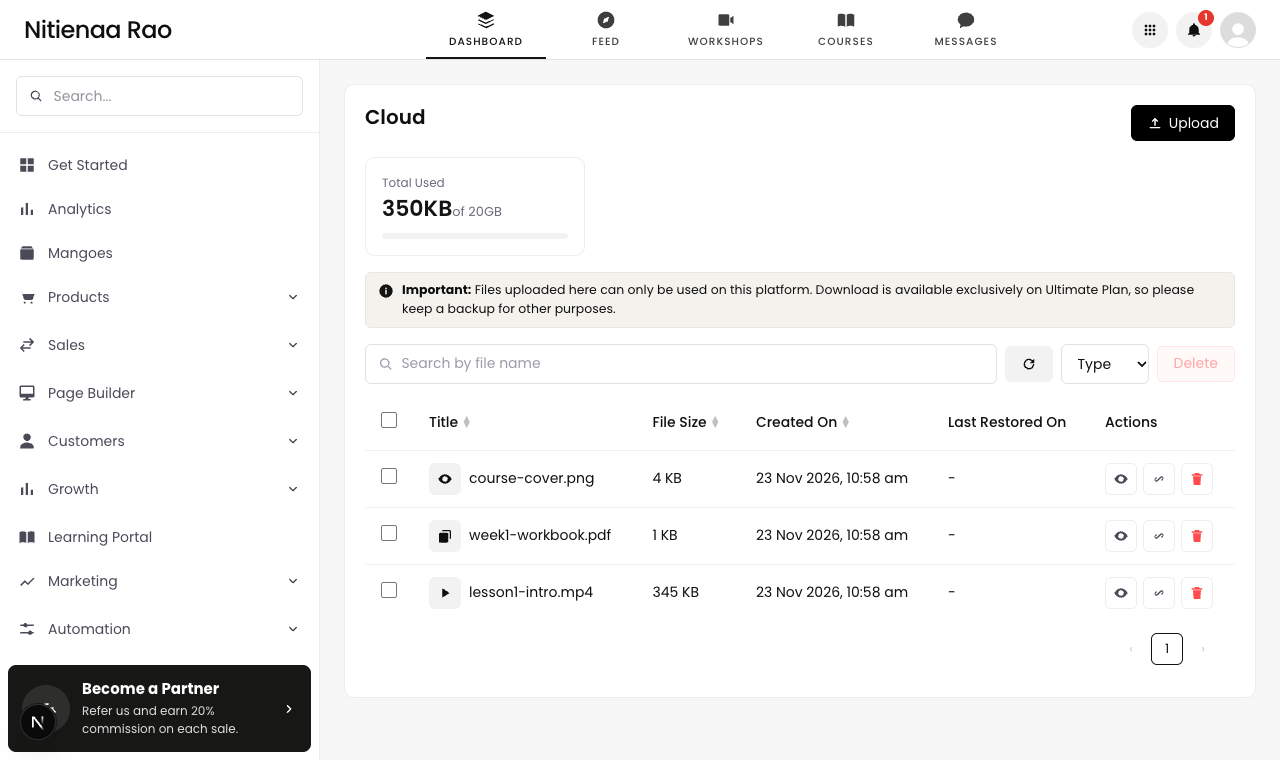 Nitienaa Rao
DASHBOARD
FEED
WORKSHOPS
COURSES
MESSAGES
1
Search...
Get Started
Analytics
Mangoes
Products
Sales
Page Builder
Customers
Growth
Learning Portal
Marketing
Automation
Become a Partner
Refer us and earn 20%
commission on each sale.
N
Cloud
Upload
Total Used
350KB of 20GB
Important: Files uploaded here can only be used on this platform. Download is available exclusively on Ultimate Plan, so please
keep a backup for other purposes.
Search by file name
Type
Delete
Title File Size Created On Last Restored On Actions
course-cover.png 4 KB 23 Nov 2026, 10:58 am -
week1-workbook.pdf 1 KB 23 Nov 2026, 10:58 am -
lesson1-intro.mp4 345 KB 23 Nov 2026, 10:58 am -
‹ 1 ›